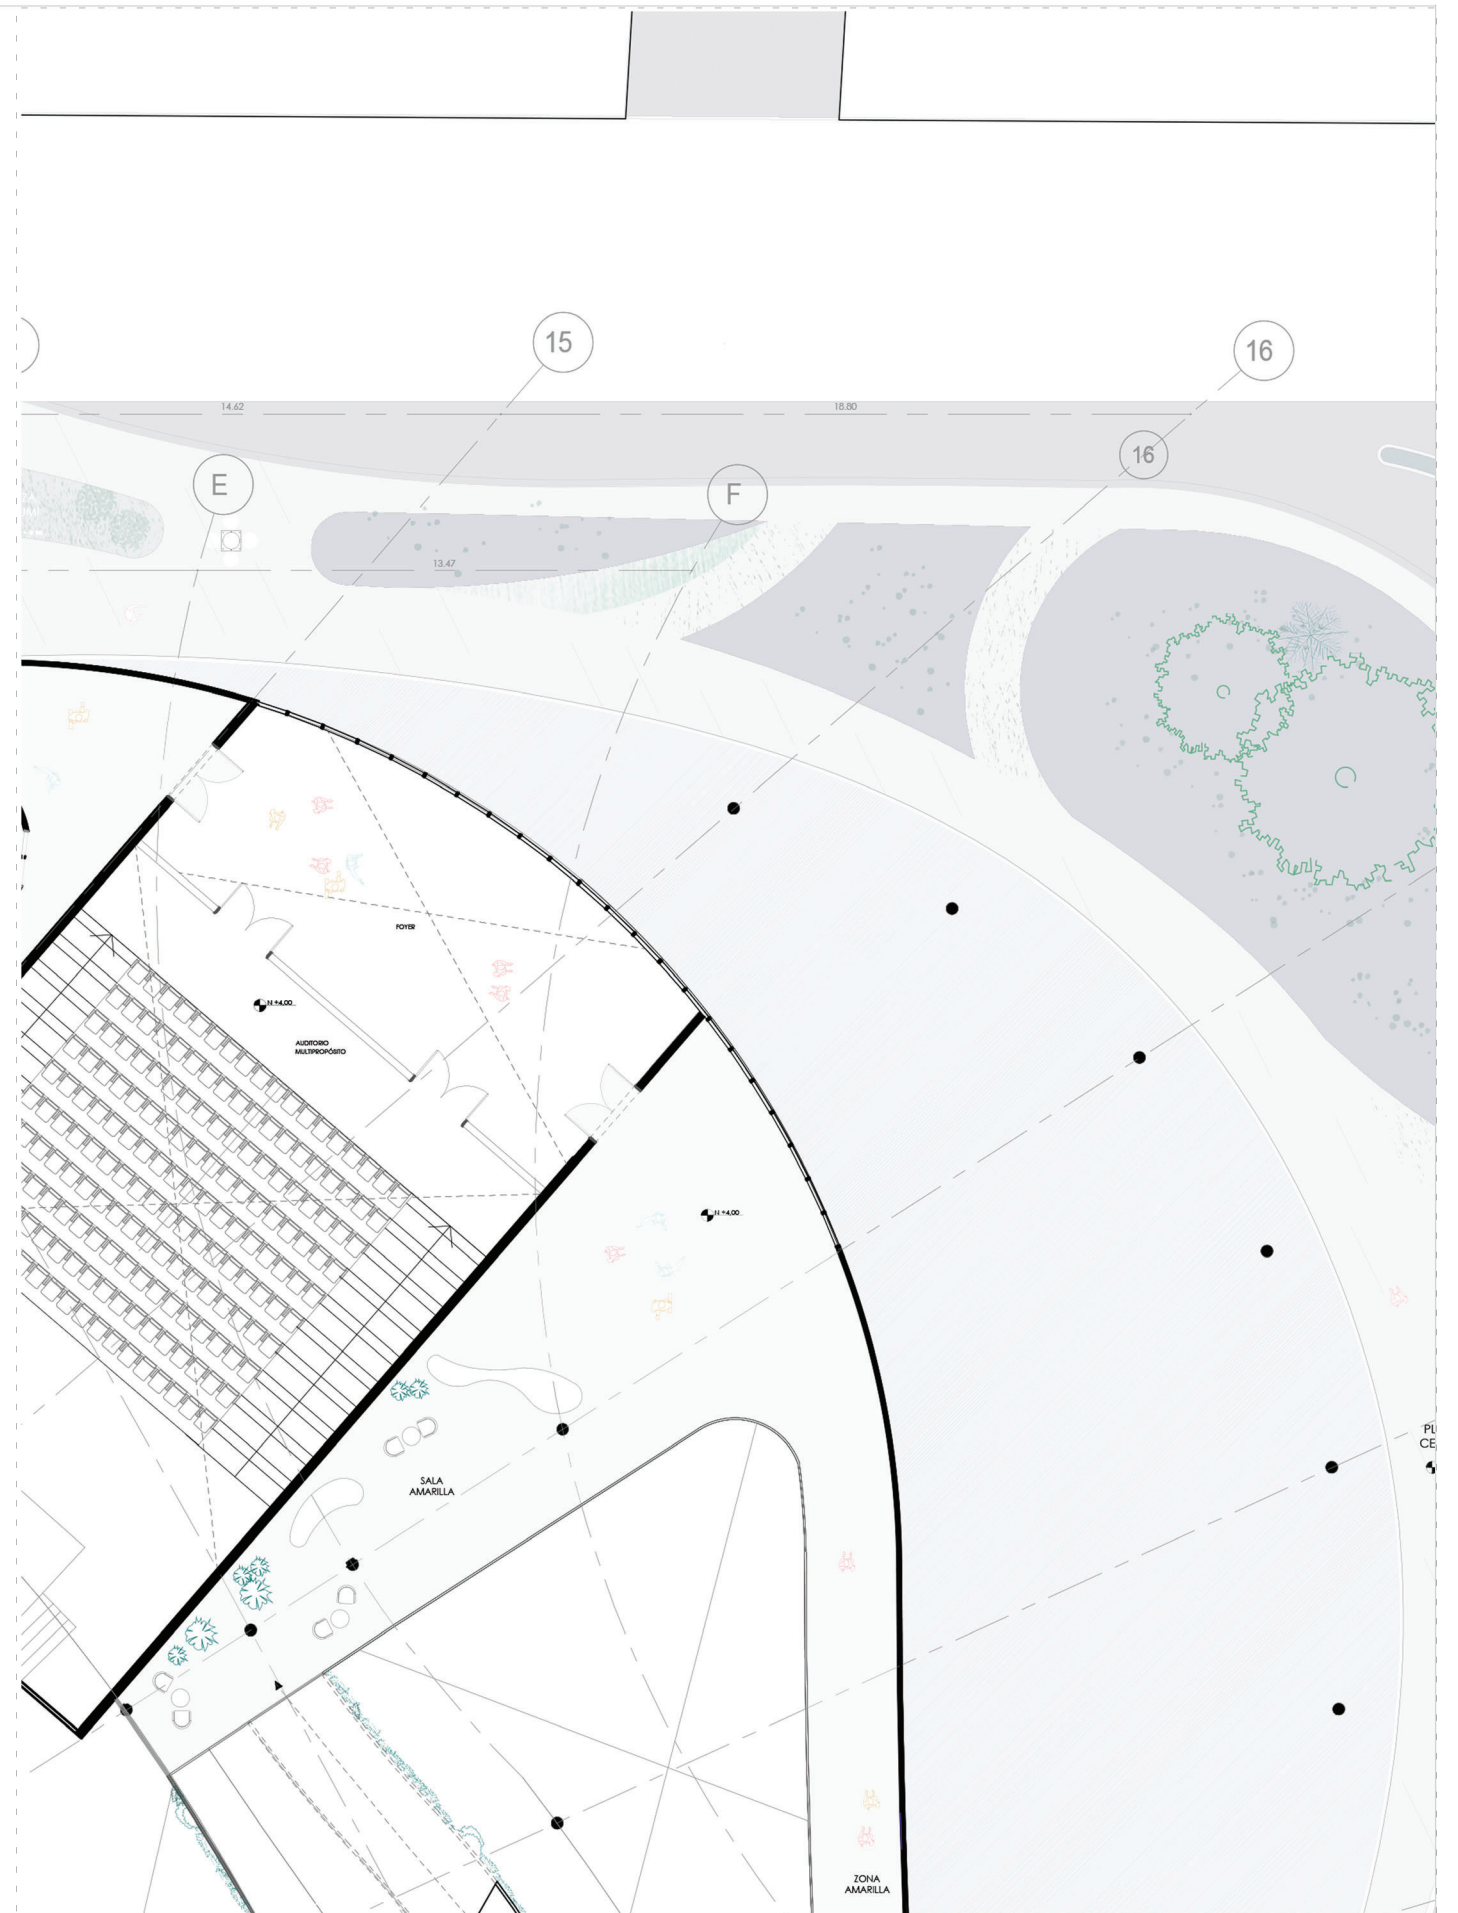 15
16
14.62
18.80
16
E
F
13.47
FOYER
N +4.00
AUDITORIO
MULTIPROPÓSITO
N +4.00
PL
CE
SALA
AMARILLA
ZONA
AMARILLA